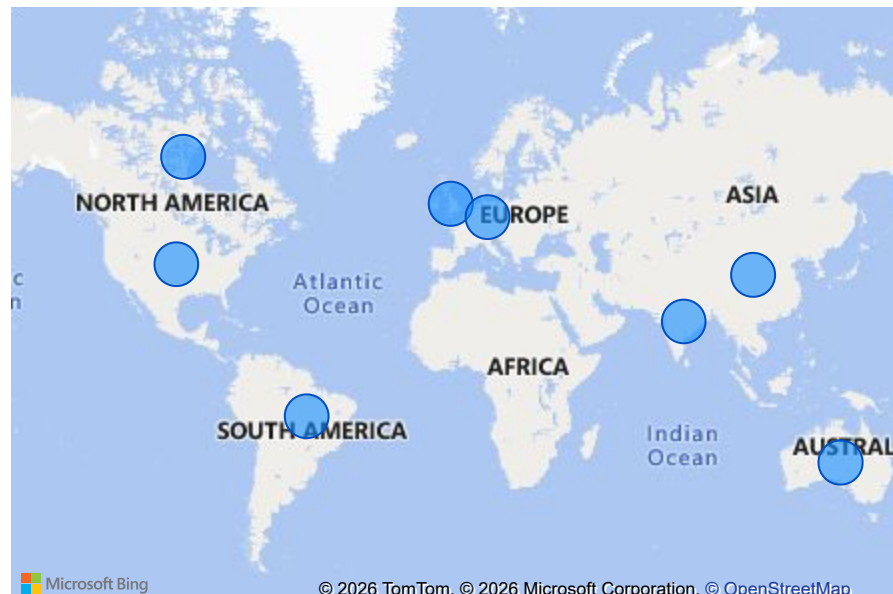 ASIA
NORTH AMERICA
EUROPE
Atlantic
Ocean
c
n
AFRICA
SOUTH AMERICA
Indian
Ocean
AUSTRAL
Microsoft Bing
© 2026 TomTom, © 2026 Microsoft Corporation, © OpenStreetMap